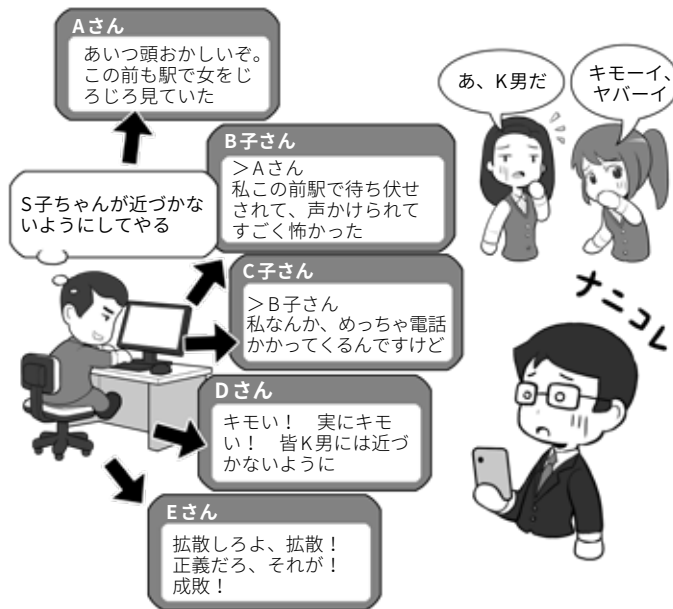 Aさん
あいつ頭おかしいぞ。
この前も駅で女をじ
ろじろ見ていた
あ、K男だ
キモーイ、
ヤバーイ
B子さん
＞Aさん
私この前駅で待ち伏せ
されて、声かけられて
すごく怖かった
S子ちゃんが近づかな
いようにしてやる
C子さん
＞B子さん
私なんか、めっちゃ電話
かかってくるんですけど
ナニコレ
Dさん
キモい！　実にキモ
い！　皆K男には近づ
かないように
Eさん
拡散しろよ、拡散！
正義だろ、それが！
成敗！